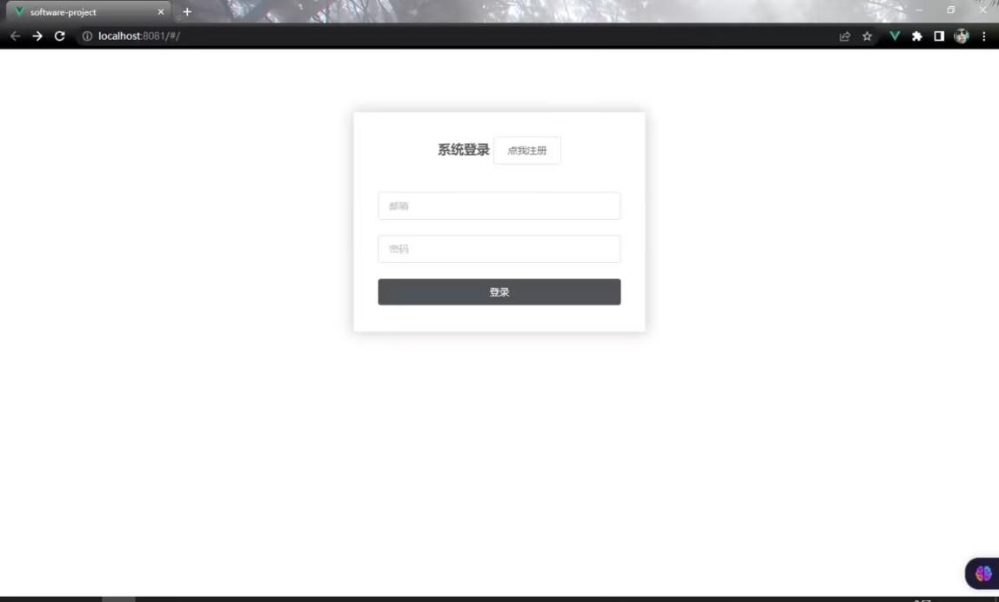 software-project
localhost:8081/#/
系统登录 点我注册
邮箱
密码
登录